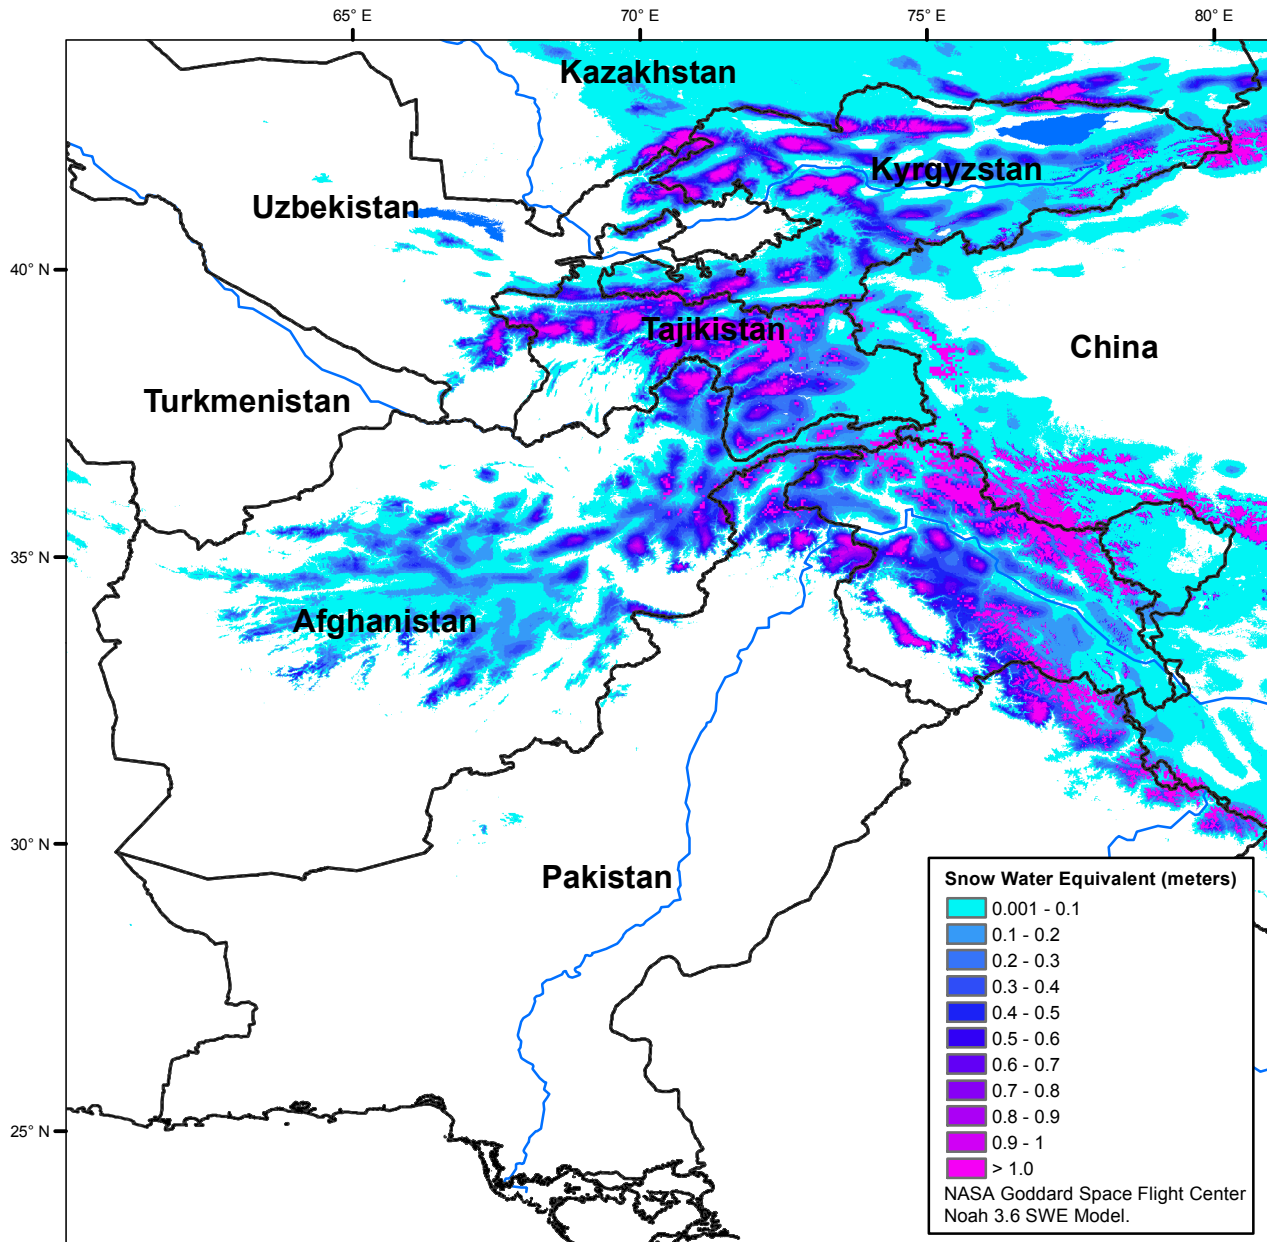 65° E
70° E
75° E
80° E
Kazakhstan
Kyrgyzstan
Uzbekistan
40° N
Tajikistan
China
Turkmenistan
35° N
Afghanistan
30° N
Pakistan
25° N
Snow Water Equivalent (meters)
0.001 - 0.1
0.1 - 0.2
0.2 - 0.3
0.3 - 0.4
0.4 - 0.5
0.5 - 0.6
0.6 - 0.7
0.7 - 0.8
0.8 - 0.9
0.9 - 1
> 1.0
NASA Goddard Space Flight Center
Noah 3.6 SWE Model.